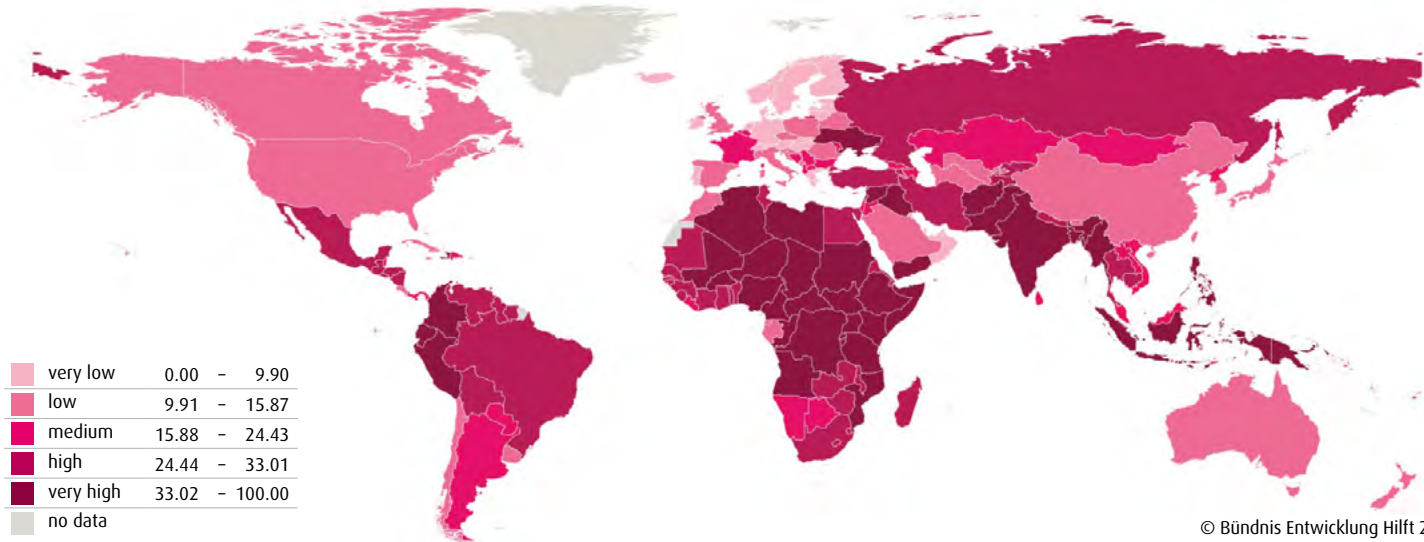 very low 0.00 – 9.90
low 9.91 – 15.87
medium 15.88 – 24.43
high 24.44 – 33.01
very high 33.02 – 100.00
no data
© Bündnis Entwicklung Hilft 2